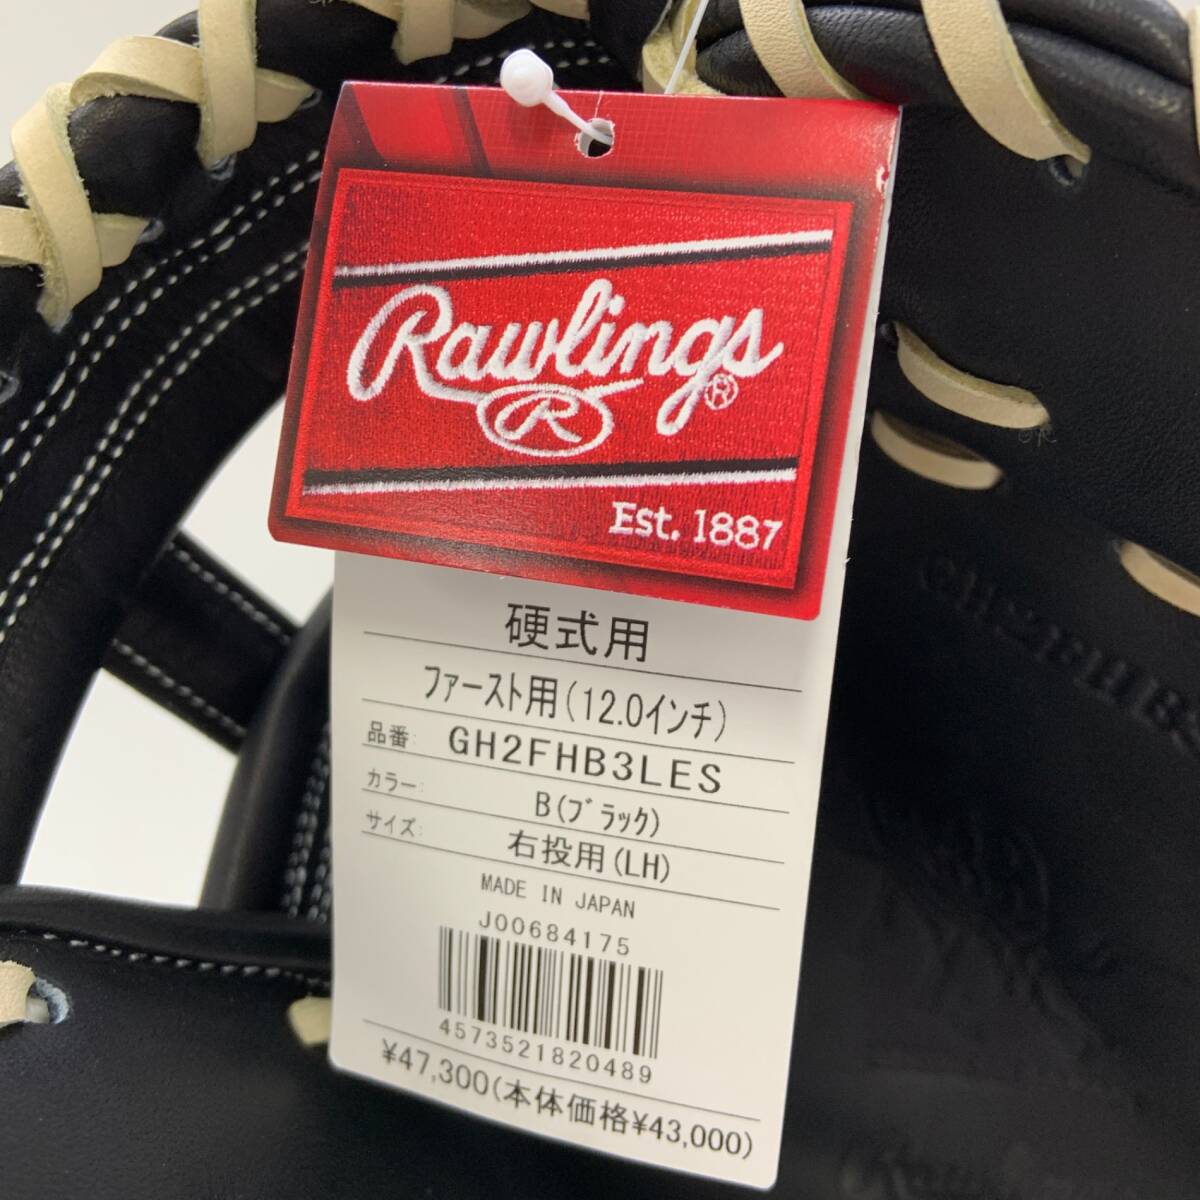 Rawlings
R
®
Est. 1887
硬式用
ファースト用(12.0インチ)
品番: GH2FHB3LES
カラー: B(ブラック)
サイズ: 右投用(LH)
MADE IN JAPAN
J00684175
4573521820489
¥47,300(本体価格¥43,000)